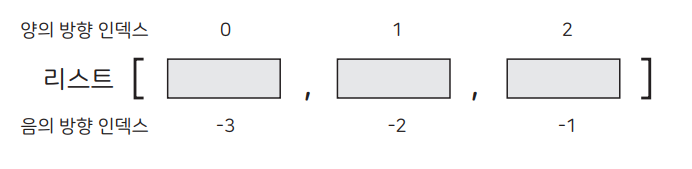 양의 방향 인덱스 0 1 2
리스트 [ , , ]
음의 방향 인덱스 -3 -2 -1